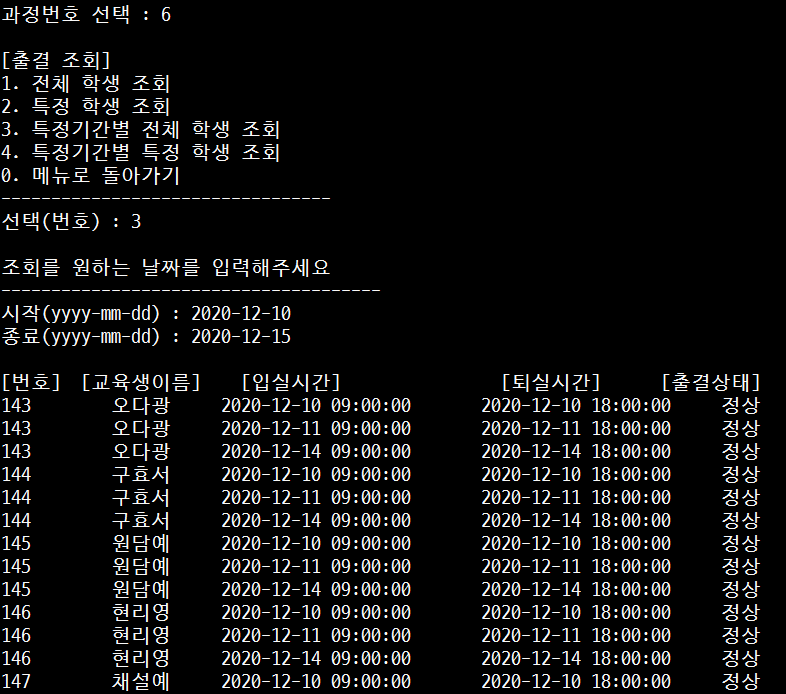 과정번호 선택 : 6
[출결 조회]
1. 전체 학생 조회
2. 특정 학생 조회
3. 특정기간별 전체 학생 조회
4. 특정기간별 특정 학생 조회
0. 메뉴로 돌아가기
---------------------------------
선택(번호) : 3
조회를 원하는 날짜를 입력해주세요
--------------------------------------
시작(yyyy-mm-dd) : 2020-12-10
종료(yyyy-mm-dd) : 2020-12-15
[번호] [교육생이름] [입실시간] [퇴실시간] [출결상태]
143 오다광 2020-12-10 09:00:00 2020-12-10 18:00:00 정상
143 오다광 2020-12-11 09:00:00 2020-12-11 18:00:00 정상
143 오다광 2020-12-14 09:00:00 2020-12-14 18:00:00 정상
144 구효서 2020-12-10 09:00:00 2020-12-10 18:00:00 정상
144 구효서 2020-12-11 09:00:00 2020-12-11 18:00:00 정상
144 구효서 2020-12-14 09:00:00 2020-12-14 18:00:00 정상
145 원담예 2020-12-10 09:00:00 2020-12-10 18:00:00 정상
145 원담예 2020-12-11 09:00:00 2020-12-11 18:00:00 정상
145 원담예 2020-12-14 09:00:00 2020-12-14 18:00:00 정상
146 현리영 2020-12-10 09:00:00 2020-12-10 18:00:00 정상
146 현리영 2020-12-11 09:00:00 2020-12-11 18:00:00 정상
146 현리영 2020-12-14 09:00:00 2020-12-14 18:00:00 정상
147 채설예 2020-12-10 09:00:00 2020-12-10 18:00:00 정상